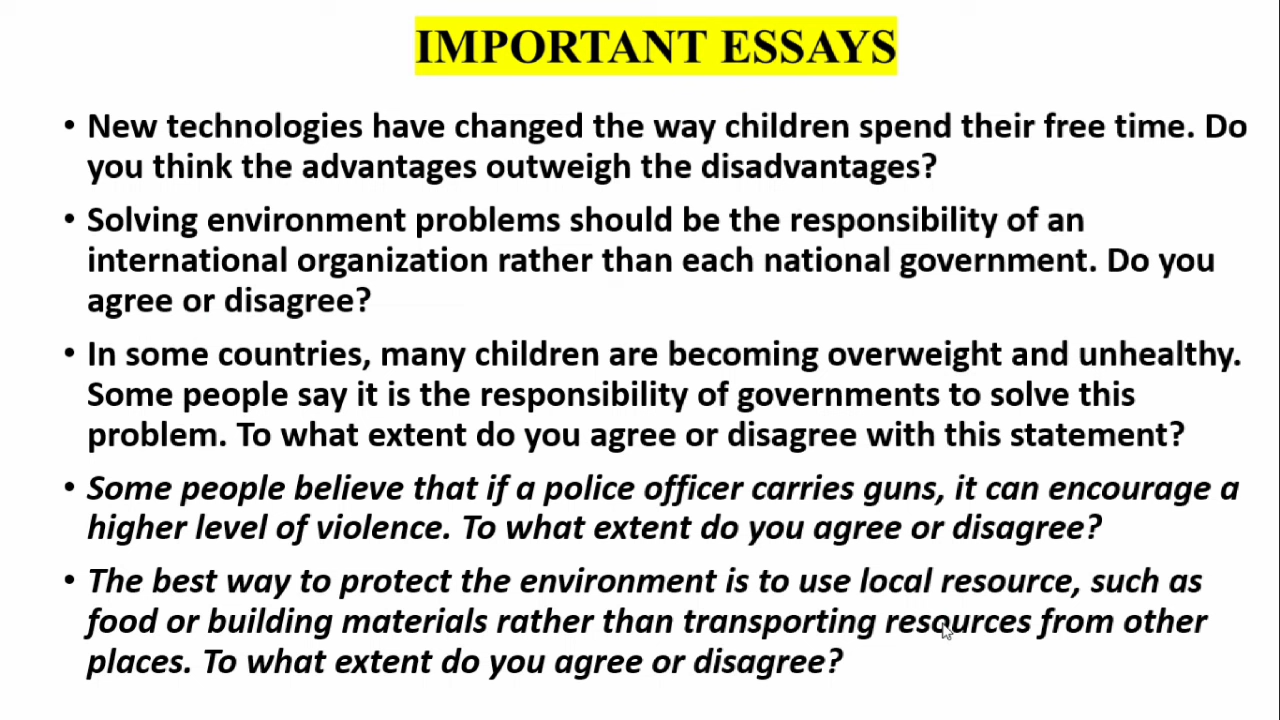 IMPORTANT ESSAYS
• New technologies have changed the way children spend their free time. Do
you think the advantages outweigh the disadvantages?
• Solving environment problems should be the responsibility of an
international organization rather than each national government. Do you
agree or disagree?
• In some countries, many children are becoming overweight and unhealthy.
Some people say it is the responsibility of governments to solve this
problem. To what extent do you agree or disagree with this statement?
• Some people believe that if a police officer carries guns, it can encourage a
higher level of violence. To what extent do you agree or disagree?
• The best way to protect the environment is to use local resource, such as
food or building materials rather than transporting resources from other
places. To what extent do you agree or disagree?